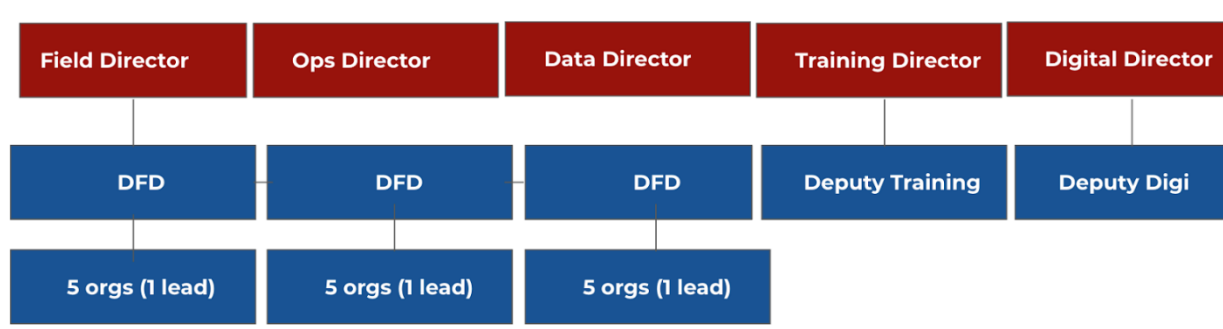 Field Director
Ops Director
Data Director
Training Director
Digital Director
DFD
DFD
DFD
Deputy Training
Deputy Digi
5 orgs (1 lead)
5 orgs (1 lead)
5 orgs (1 lead)